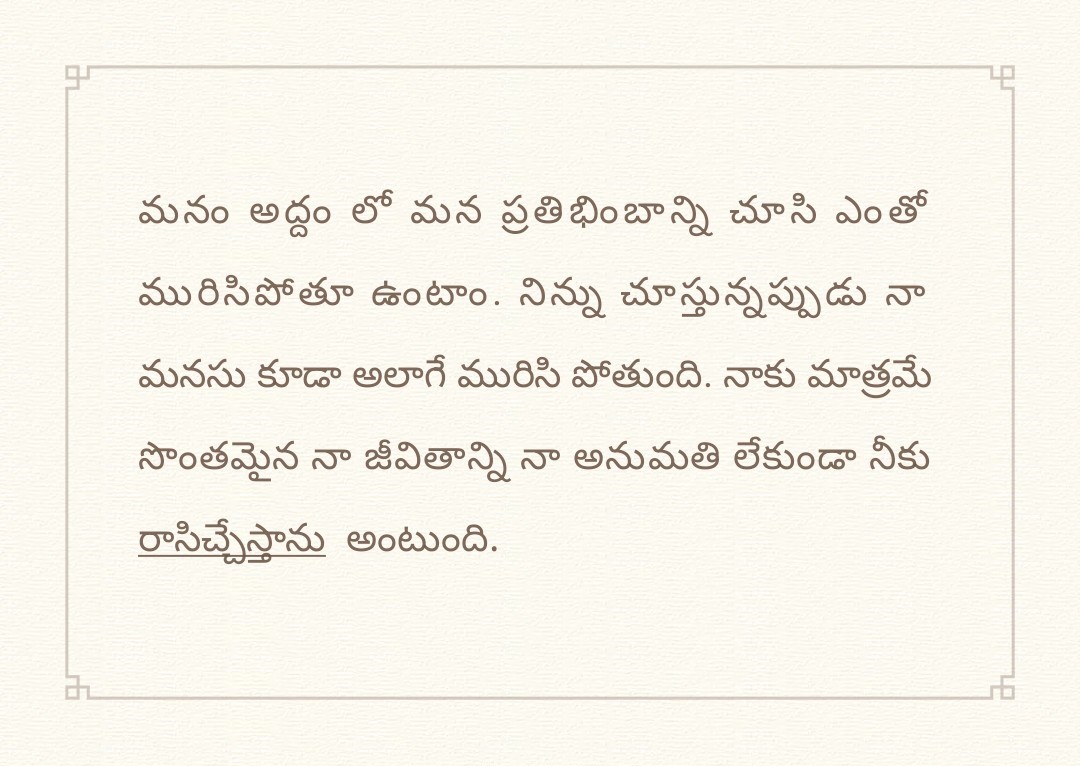 మనం అద్దం లో మన ప్రతిభింబాన్ని చూసి ఎంతో
మురిసిపోతూ ఉంటాం. నిన్ను చూస్తున్నప్పుడు నా
మనసు కూడా అలాగే మురిసి పోతుంది. నాకు మాత్రమే
సొంతమైన నా జీవితాన్ని నా అనుమతి లేకుండా నీకు
రాసిచ్చేస్తాను అంటుంది.